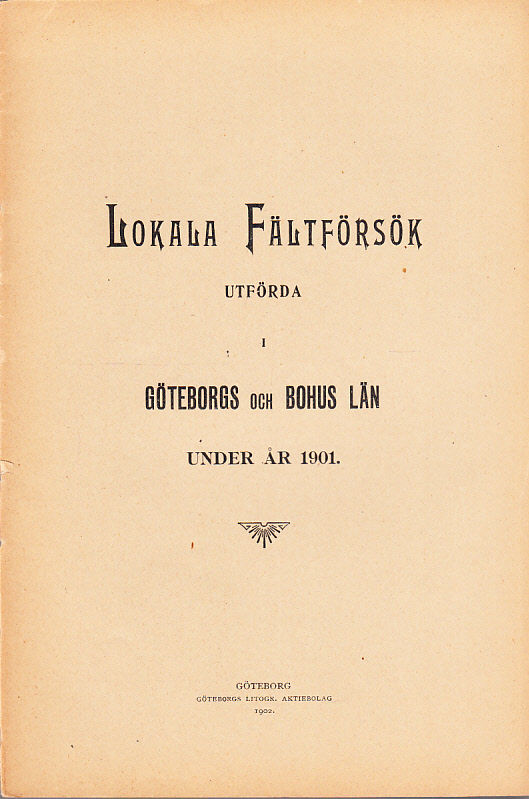 LOKALA FÄLTFÖRSÖK
UTFÖRDA
I
GÖTEBORGS OCH BOHUS LÄN
UNDER ÅR 1901.
GÖTEBORG
GÖTEBORGS LITOGR. AKTIEBOLAG
1902.